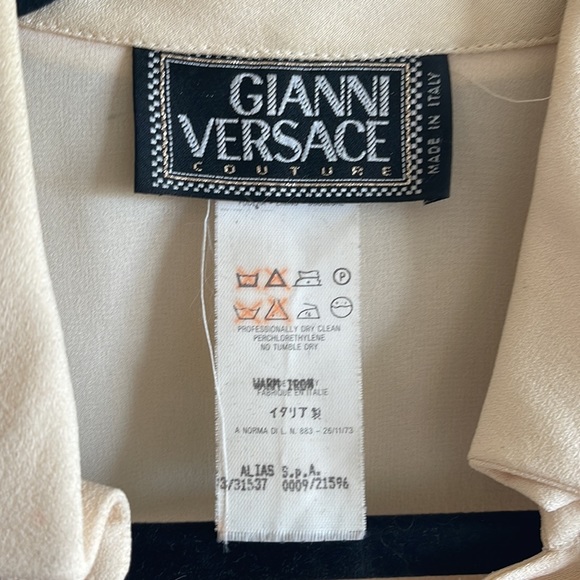 GIANNI
VERSACE
COUTURE
MADE IN ITALY
P
PROFESSIONALLY DRY CLEAN
PERCHLORETHYLENE
NO TUMBLE DRY
WARM IRON
FABRIQUE EN ITALIE
イタリア製
A NORMA DI L. N. 883 - 26/11/73
ALIAS S.p.A.
3/31537 0009/21596